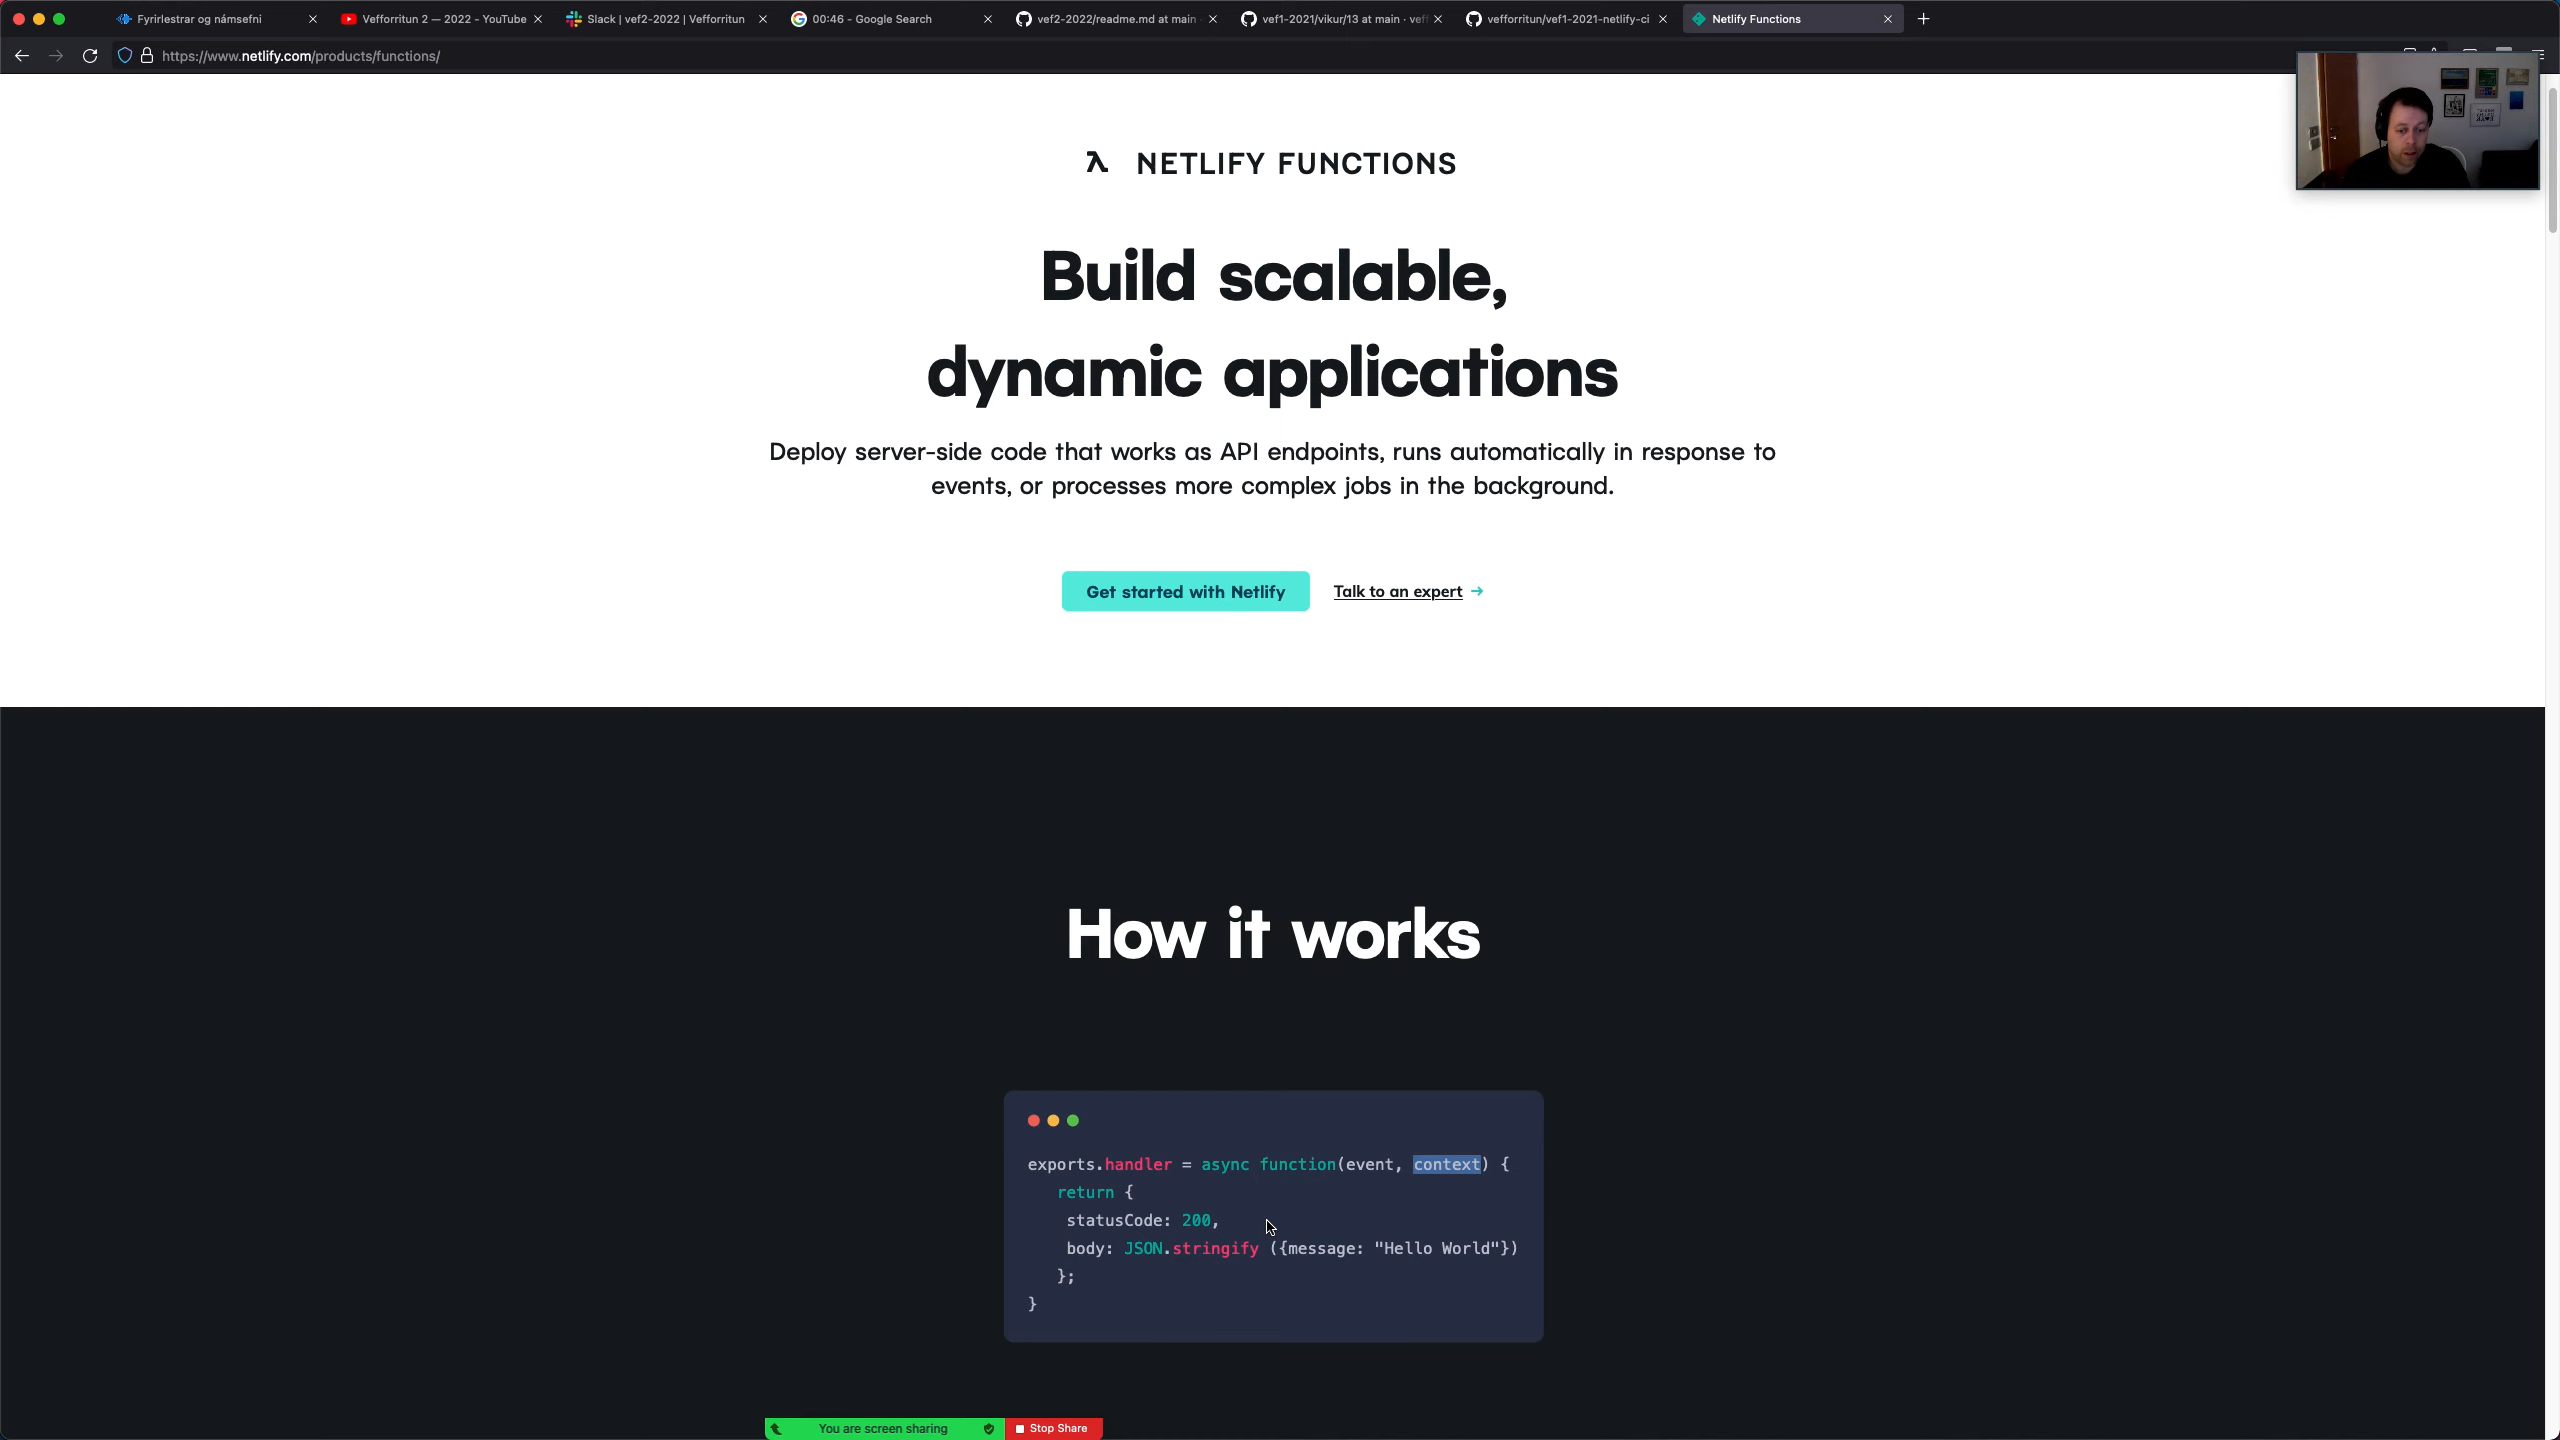 Fyrirlestrar og námsefni
Vefforritun 2 — 2022 - YouTube
Slack | vef2-2022 | Vefforritun
00:46 - Google Search
vef2-2022/readme.md at main ·
vef1-2021/vikur/13 at main · veff
vefforritun/vef1-2021-netlify-ci
Netlify Functions
https://www.netlify.com/products/functions/
NETLIFY FUNCTIONS
Build scalable,
dynamic applications
Deploy server-side code that works as API endpoints, runs automatically in response to
events, or processes more complex jobs in the background.
Get started with Netlify
Talk to an expert →
How it works
exports.handler = async function(event, context) {
return {
statusCode: 200,
body: JSON.stringify ({message: "Hello World"})
};
}
You are screen sharing
Stop Share